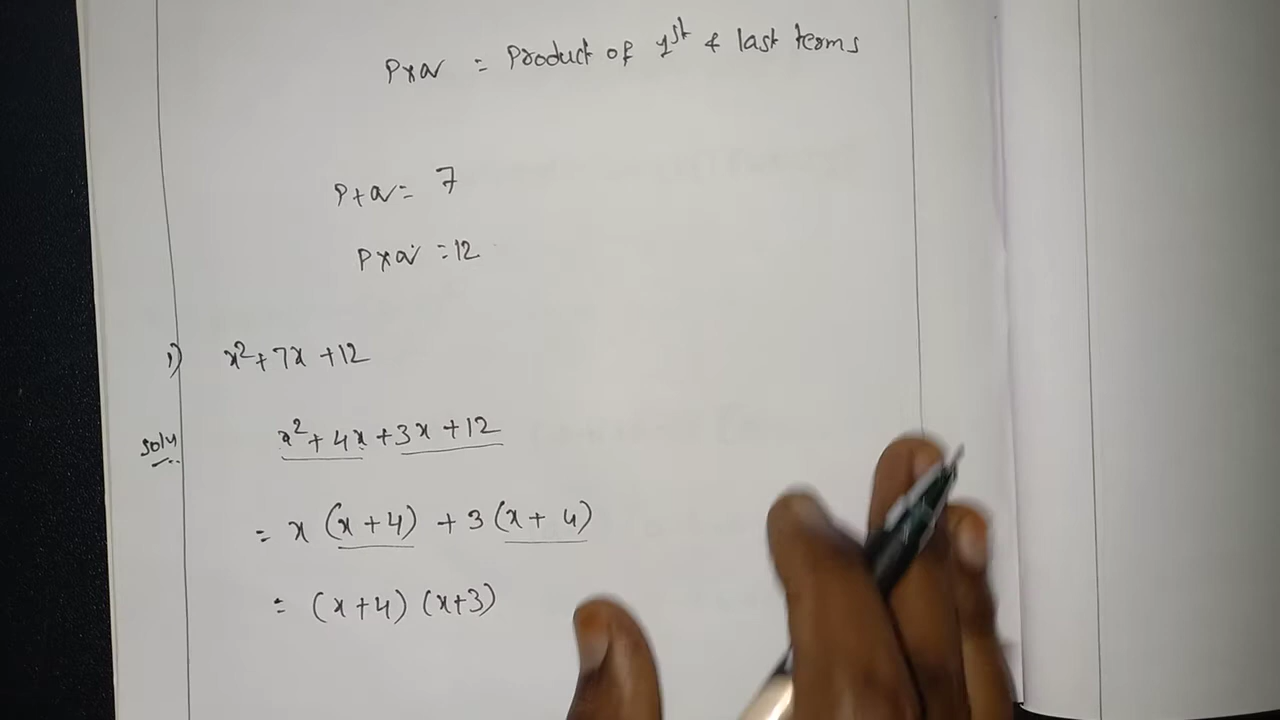 P×q = Product of 1st & last terms
P+q = 7
P×q = 12
1) x²+7x+12
Soln x²+4x+3x+12
= x (x+4) +3 (x+4)
= (x+4) (x+3)